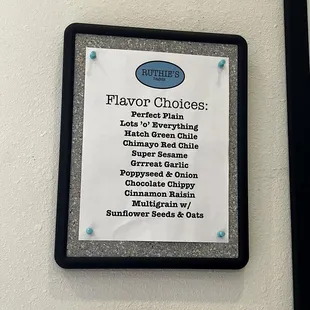 RUTHIE'S
Flavor Choices:
Perfect Plain
Lots 'o' Everything
Hatch Green Chile
Chimayo Red Chile
Super Sesame
Grrreat Garlic
Poppyseed & Onion
Chocolate Chippy
Cinnamon Raisin
Multigrain w/
Sunflower Seeds & Oats